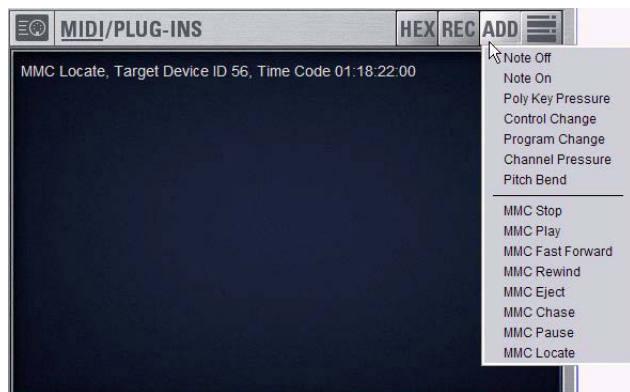 MIDI/PLUG-INS HEX REC ADD
MMC Locate, Target Device ID 56, Time Code 01:18:22:00
Note Off
Note On
Poly Key Pressure
Control Change
Program Change
Channel Pressure
Pitch Bend
MMC Stop
MMC Play
MMC Fast Forward
MMC Rewind
MMC Eject
MMC Chase
MMC Pause
MMC Locate